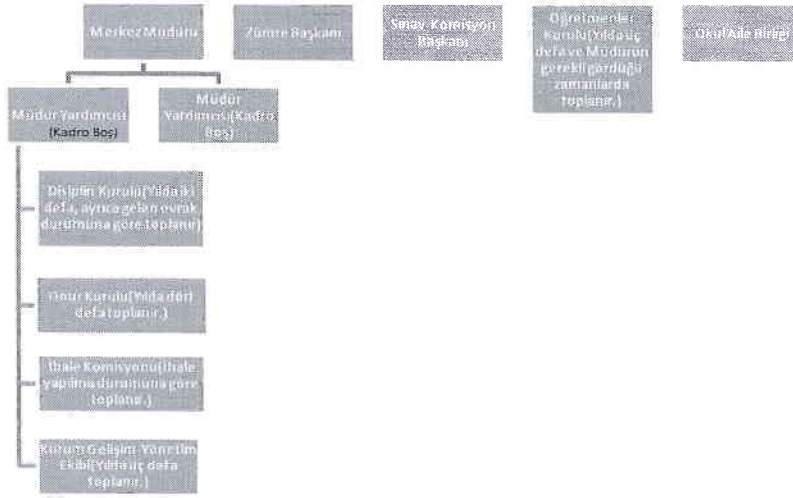 Merkez Müdürü
Zümre Başkanı
Sınav Komisyon
Başkanı
Öğretmenler
Kurulu(Yılda üç
defa ve Müdürün
gerekli gördüğü
zamanlarda
toplanır.)
Okul Aile Birliği
Müdür Yardımcısı
(Kadro Boş)
Müdür
Yardımcısı(Kadro
Boş)
Disiplin Kurulu(Yılda iki
defa, ayrıca gelen evrak
durumuna göre toplanır)
Onur Kurulu(Yılda dört
defa toplanır.)
İhale Komisyonu(İhale
yapılma durumuna göre
toplanır.)
Kurum Gelişim Yönetim
Ekibi(Yılda üç defa
toplanır.)